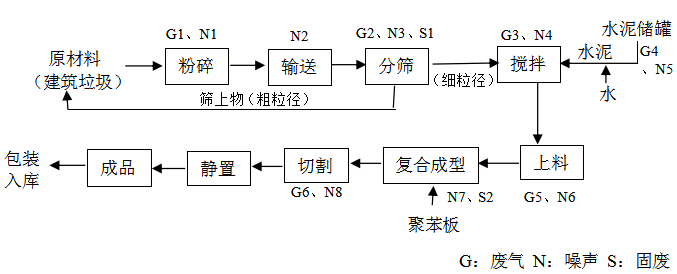 G1、N1
N2
G2、N3、S1
G3、N4
水泥储罐
原材料
（建筑垃圾）
粉碎
输送
分筛
（细粒径）
搅拌
水泥
G4
、N5
水
筛上物（粗粒径）
包装
入库
成品
静置
切割
复合成型
上料
G6、N8
N7、S2
G5、N6
聚苯板
G：废气 N：噪声 S：固废